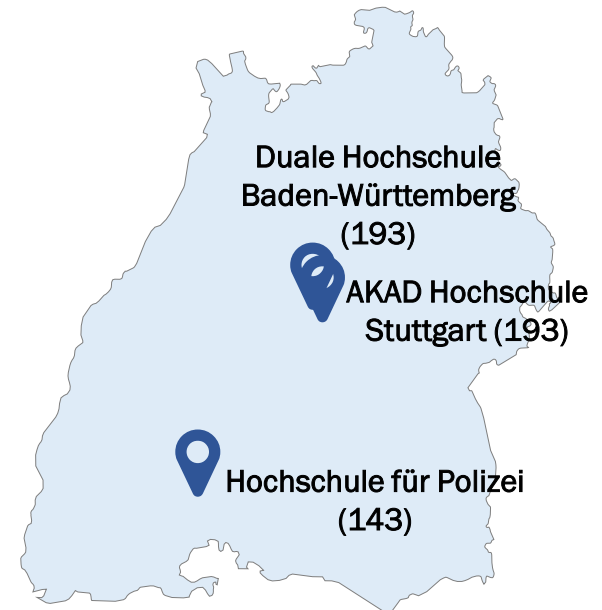 Duale Hochschule
Baden-Württemberg
(193)
AKAD Hochschule
Stuttgart (193)
Hochschule für Polizei
(143)